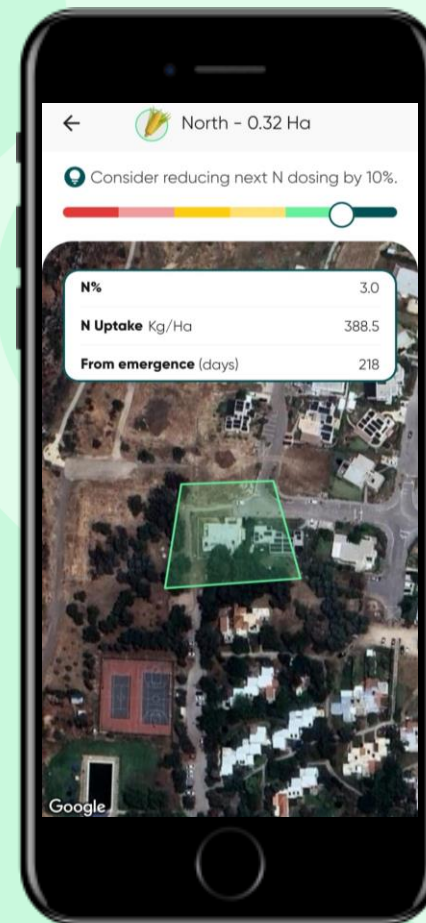 North - 0.32 Ha
Consider reducing next N dosing by 10%.
N% 3.0
N Uptake Kg/Ha 388.5
From emergence (days) 218
Google